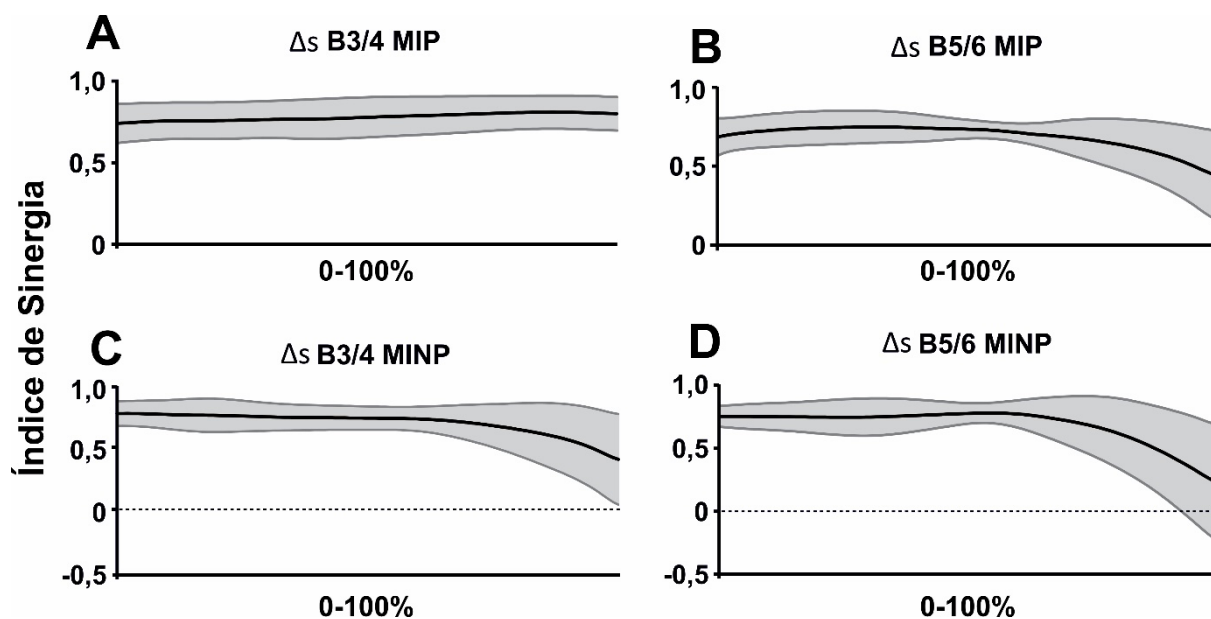 A
Δs B3/4 MIP
1,0
0,5
0
0-100%
B
Δs B5/6 MIP
1,0
0,5
0
0-100%
Índice de Sinergia
C
Δs B3/4 MINP
1,0
0,5
0
-0,5
0-100%
D
Δs B5/6 MINP
1,0
0,5
0
-0,5
0-100%